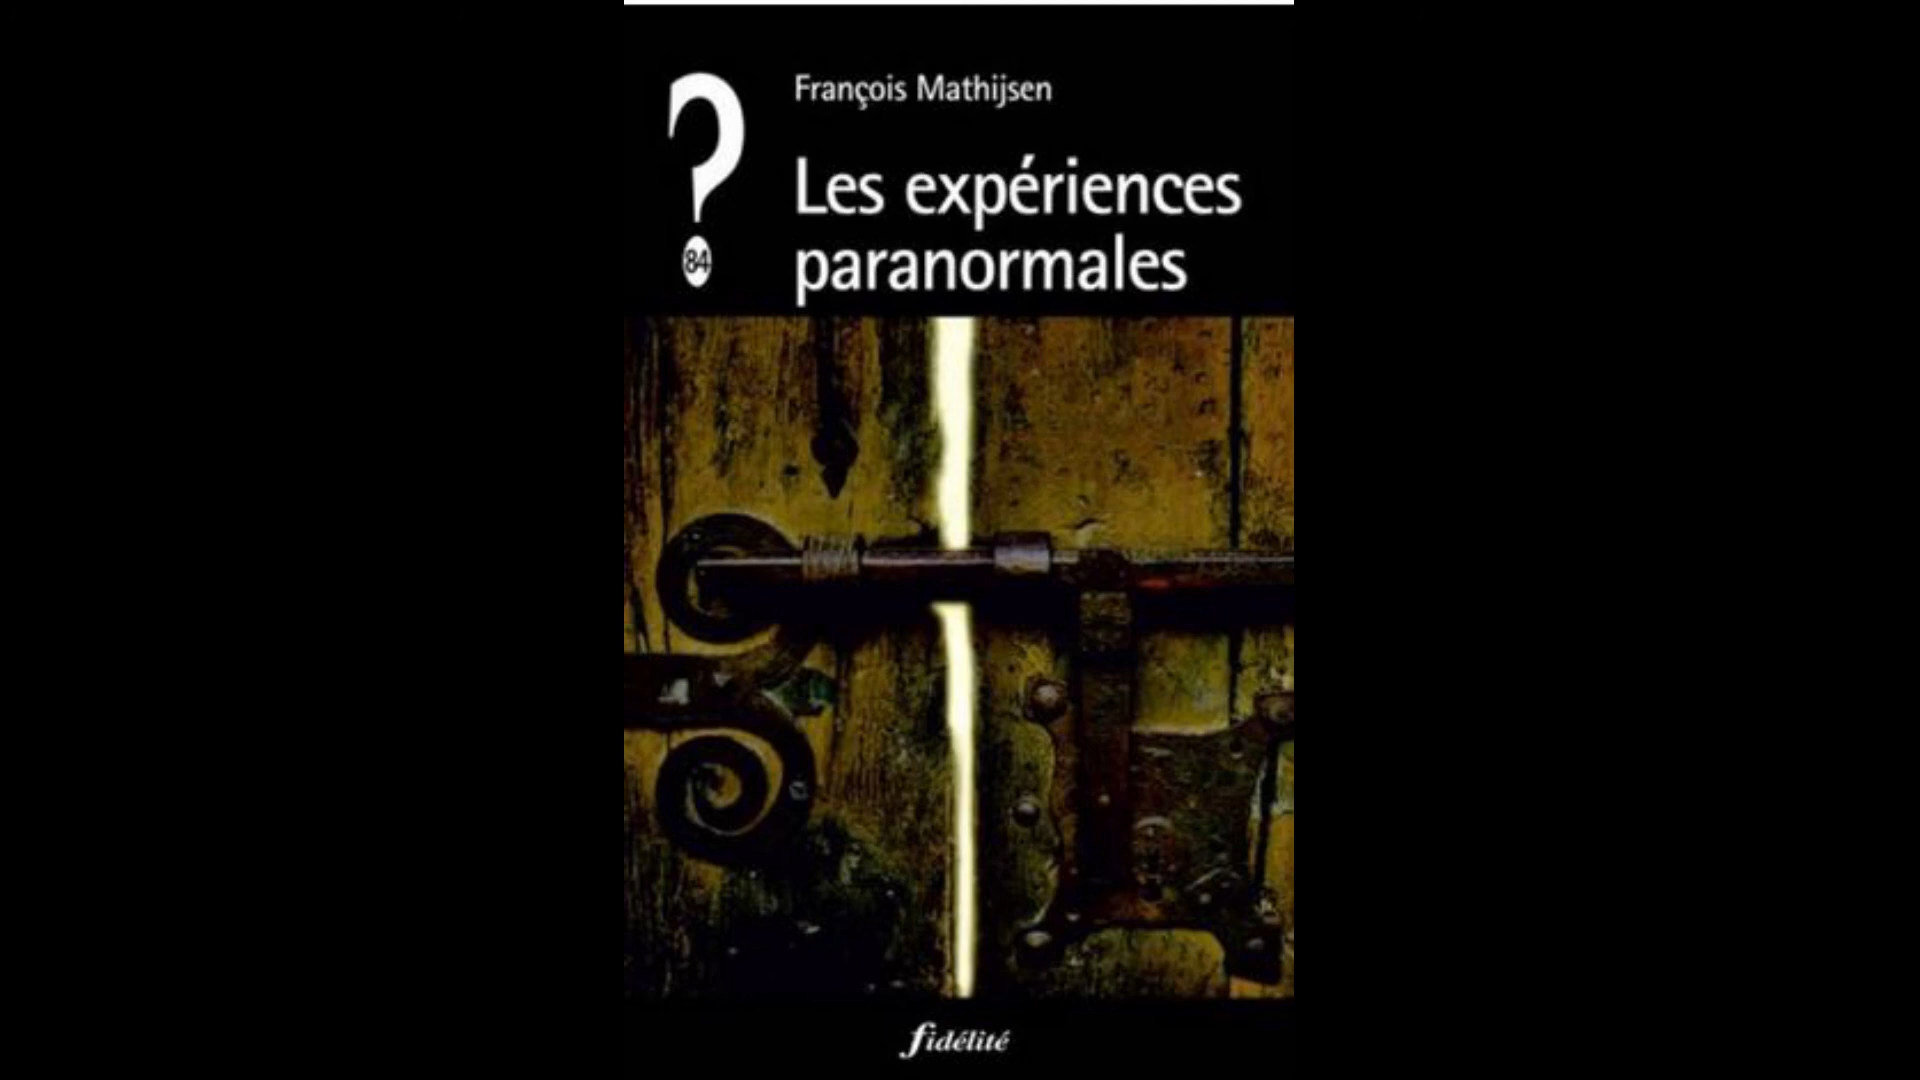 François Mathijsen
Les expériences
paranormales
?
84
fidélité